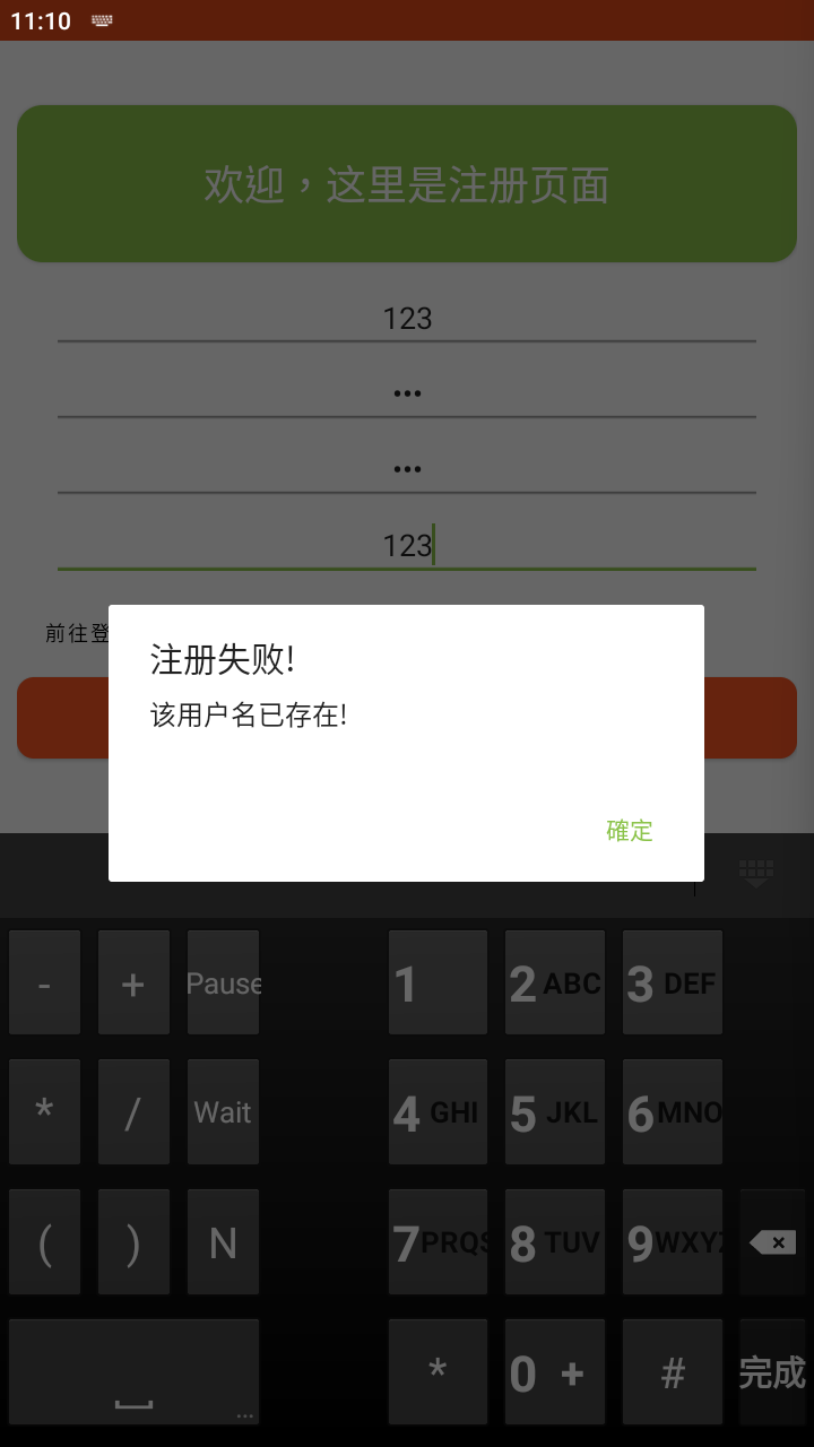 11:10
欢迎，这里是注册页面
123
•••
•••
123
前往登
注册失败!
该用户名已存在!
確定
- + Pause 1 2 ABC 3 DEF
* / Wait 4 GHI 5 JKL 6 MNO
( ) N 7 PRQS 8 TUV 9 WXYZ
* 0 + # 完成
...